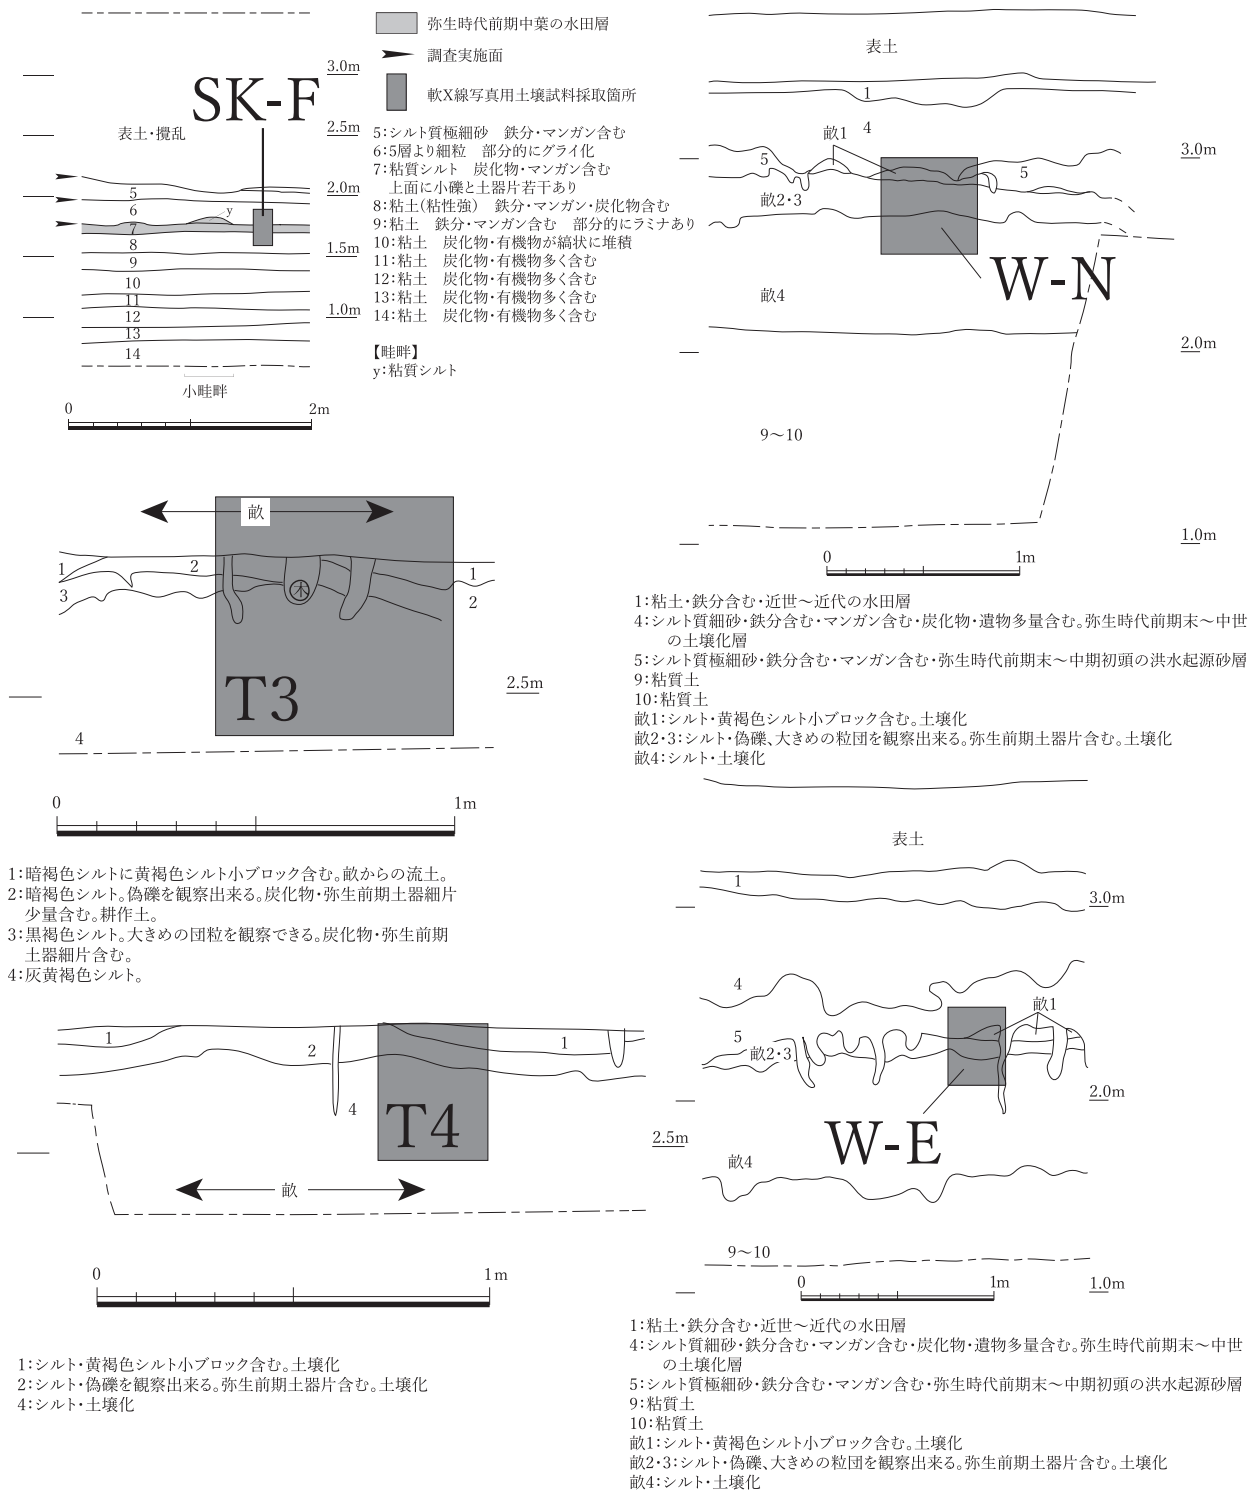 弥生時代前期中葉の水田層
調査実施面
軟X線写真用土壌試料採取箇所
SK-F
3.0m
2.5m
2.0m
1.5m
1.0m
表土・攪乱
5
6
y
7
8
9
10
11
12
13
14
小畦畔
0
2m
5:シルト質極細砂　鉄分・マンガン含む
6:5層より細粒　部分的にグライ化
7:粘質シルト　炭化物・マンガン含む
上面に小礫と土器片若干あり
8:粘土(粘性強)　鉄分・マンガン・炭化物含む
9:粘土　鉄分・マンガン含む　部分的にラミナあり
10:粘土　炭化物・有機物が縞状に堆積
11:粘土　炭化物・有機物多く含む
12:粘土　炭化物・有機物多く含む
13:粘土　炭化物・有機物多く含む
14:粘土　炭化物・有機物多く含む
【畦畔】
y:粘質シルト
表土
1
畝1
4
5
5
3.0m
畝2・3
W-N
畝4
2.0m
9〜10
1.0m
0
1m
1:粘土・鉄分含む・近世〜近代の水田層
4:シルト質細砂・鉄分含む・マンガン含む・炭化物・遺物多量含む。弥生時代前期末〜中世
の土壌化層
5:シルト質極細砂・鉄分含む・マンガン含む・弥生時代前期末〜中期初頭の洪水起源砂層
9:粘質土
10:粘質土
畝1:シルト・黄褐色シルト小ブロック含む。土壌化
畝2・3:シルト・偽礫、大きめの粒団を観察出来る。弥生前期土器片含む。土壌化
畝4:シルト・土壌化
畝
1
2
3
木
1
2
T3
2.5m
4
0
1m
1:暗褐色シルトに黄褐色シルト小ブロック含む。畝からの流土。
2:暗褐色シルト。偽礫を観察出来る。炭化物・弥生前期土器細片
少量含む。耕作土。
3:黒褐色シルト。大きめの団粒を観察できる。炭化物・弥生前期
土器細片含む。
4:灰黄褐色シルト。
1
2
1
4
T4
2.5m
畝
0
1m
1:シルト・黄褐色シルト小ブロック含む。土壌化
2:シルト・偽礫を観察出来る。弥生前期土器片含む。土壌化
4:シルト・土壌化
表土
1
3.0m
4
畝1
5
畝2・3
2.0m
W-E
畝4
9〜10
0
1m
1.0m
1:粘土・鉄分含む・近世〜近代の水田層
4:シルト質細砂・鉄分含む・マンガン含む・炭化物・遺物多量含む。弥生時代前期末〜中世
の土壌化層
5:シルト質極細砂・鉄分含む・マンガン含む・弥生時代前期末〜中期初頭の洪水起源砂層
9:粘質土
10:粘質土
畝1:シルト・黄褐色シルト小ブロック含む。土壌化
畝2・3:シルト・偽礫、大きめの粒団を観察出来る。弥生前期土器片含む。土壌化
畝4:シルト・土壌化